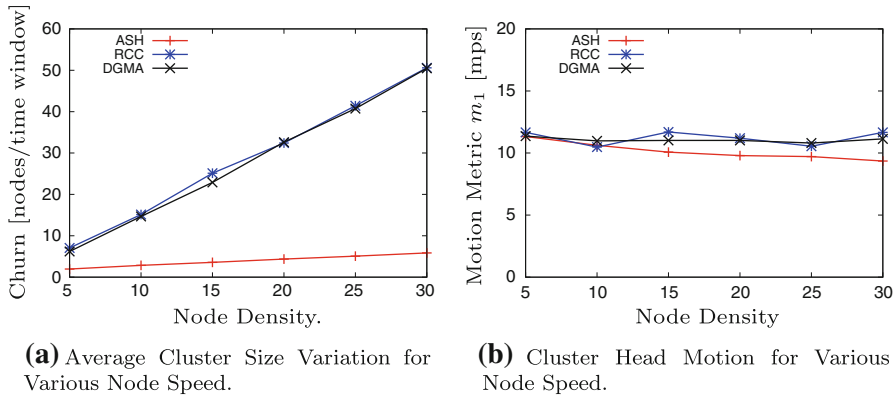 60
50
40
30
20
10
0
5 10 15 20 25 30
Churn [nodes/time window]
Node Density.
ASH
RCC
DGMA
(a) Average Cluster Size Variation for
Various Node Speed.
20
15
10
5
0
5 10 15 20 25 30
Motion Metric m₁ [mps]
Node Density
ASH
RCC
DGMA
(b) Cluster Head Motion for Various
Node Speed.